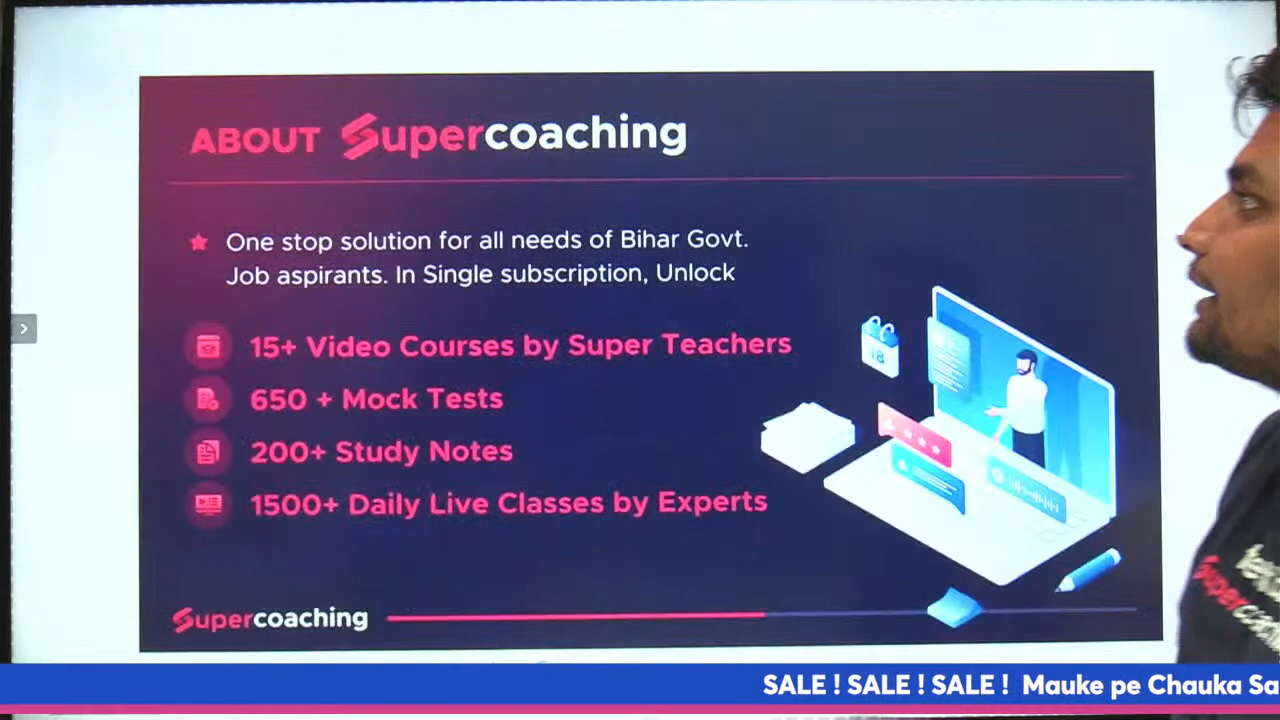 ABOUT Supercoaching
One stop solution for all needs of Bihar Govt.
Job aspirants. In Single subscription, Unlock
15+ Video Courses by Super Teachers
650 + Mock Tests
200+ Study Notes
1500+ Daily Live Classes by Experts
18
Supercoaching
SALE ! SALE ! SALE ! Mauke pe Chauka Sa